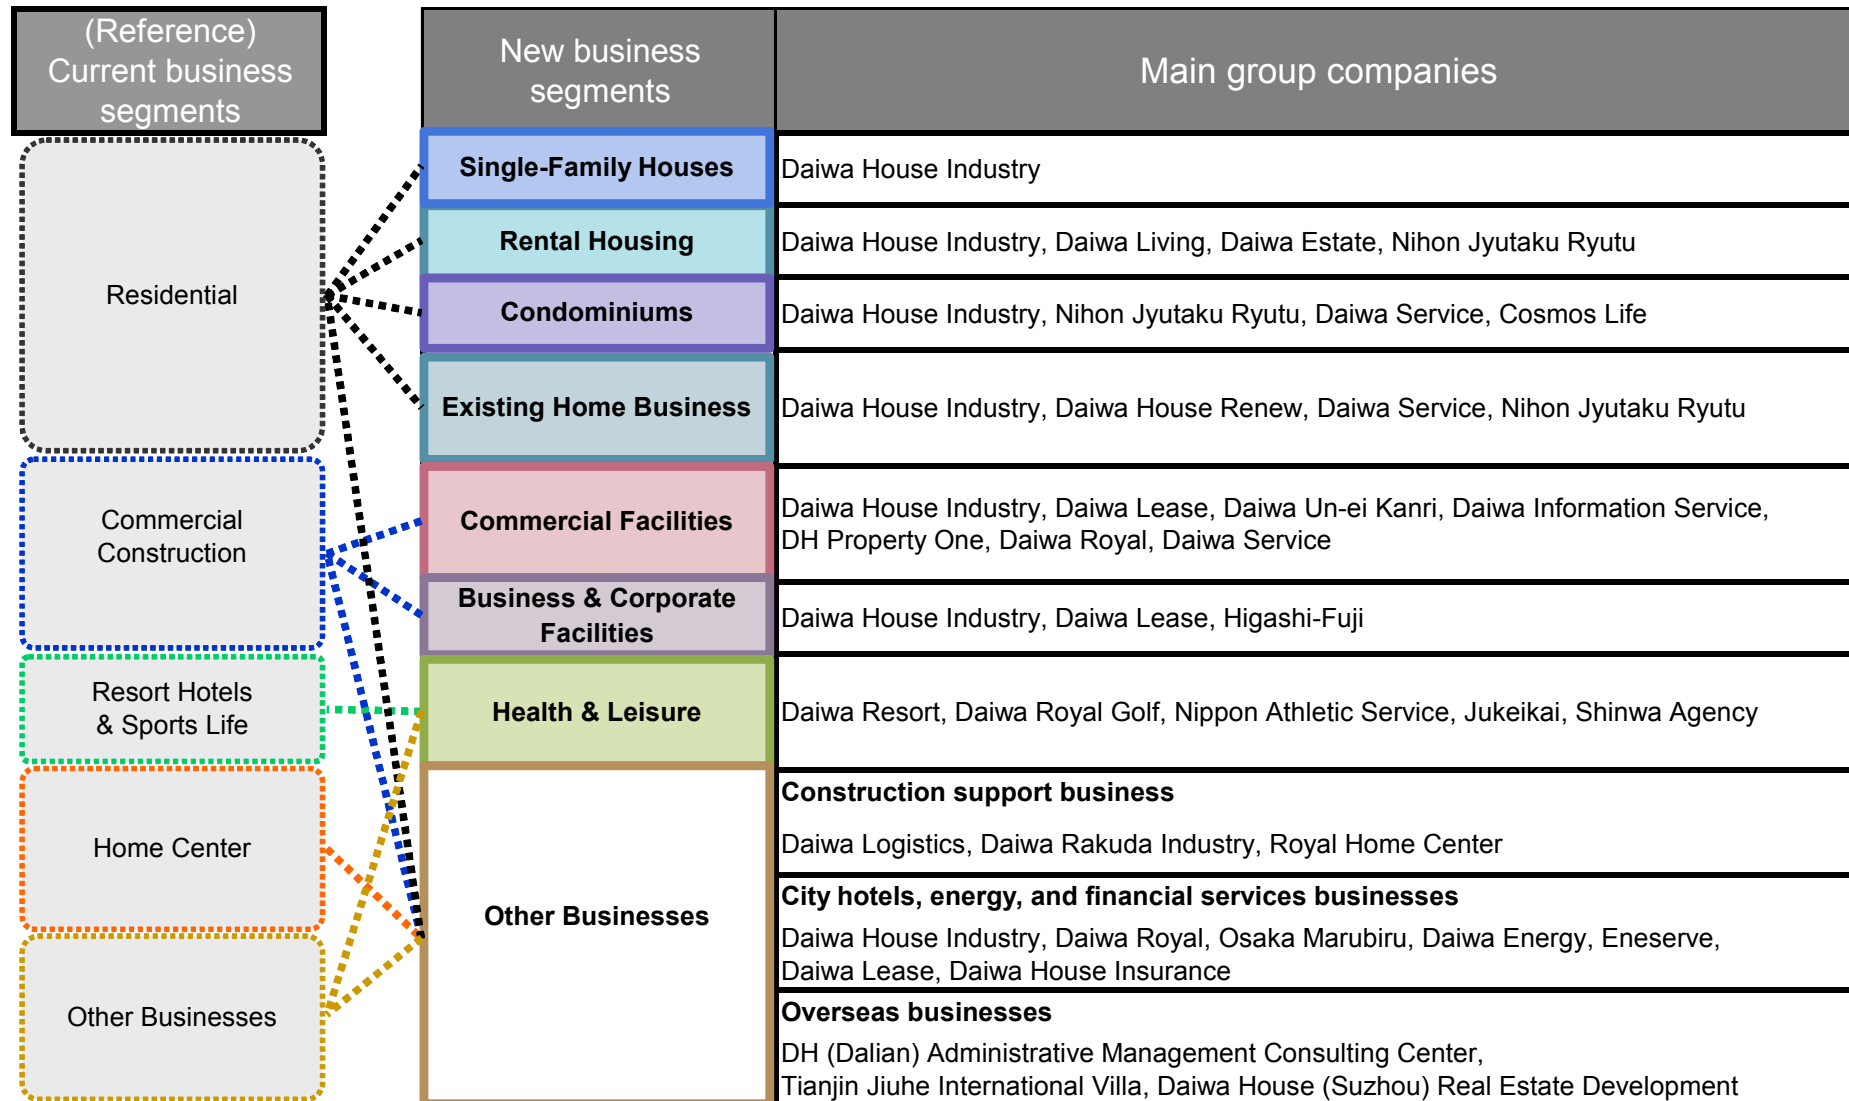 (Reference)
Current business
segments
New business
segments
Main group companies
Residential
Commercial
Construction
Resort Hotels
& Sports Life
Home Center
Other Businesses
Single-Family Houses
Daiwa House Industry
Rental Housing
Daiwa House Industry, Daiwa Living, Daiwa Estate, Nihon Jyutaku Ryutu
Condominiums
Daiwa House Industry, Nihon Jyutaku Ryutu, Daiwa Service, Cosmos Life
Existing Home Business
Daiwa House Industry, Daiwa House Renew, Daiwa Service, Nihon Jyutaku Ryutu
Commercial Facilities
Daiwa House Industry, Daiwa Lease, Daiwa Un-ei Kanri, Daiwa Information Service,
DH Property One, Daiwa Royal, Daiwa Service
Business & Corporate
Facilities
Daiwa House Industry, Daiwa Lease, Higashi-Fuji
Health & Leisure
Daiwa Resort, Daiwa Royal Golf, Nippon Athletic Service, Jukeikai, Shinwa Agency
Other Businesses
Construction support business
Daiwa Logistics, Daiwa Rakuda Industry, Royal Home Center
City hotels, energy, and financial services businesses
Daiwa House Industry, Daiwa Royal, Osaka Marubiru, Daiwa Energy, Eneserve,
Daiwa Lease, Daiwa House Insurance
Overseas businesses
DH (Dalian) Administrative Management Consulting Center,
Tianjin Jiuhe International Villa, Daiwa House (Suzhou) Real Estate Development